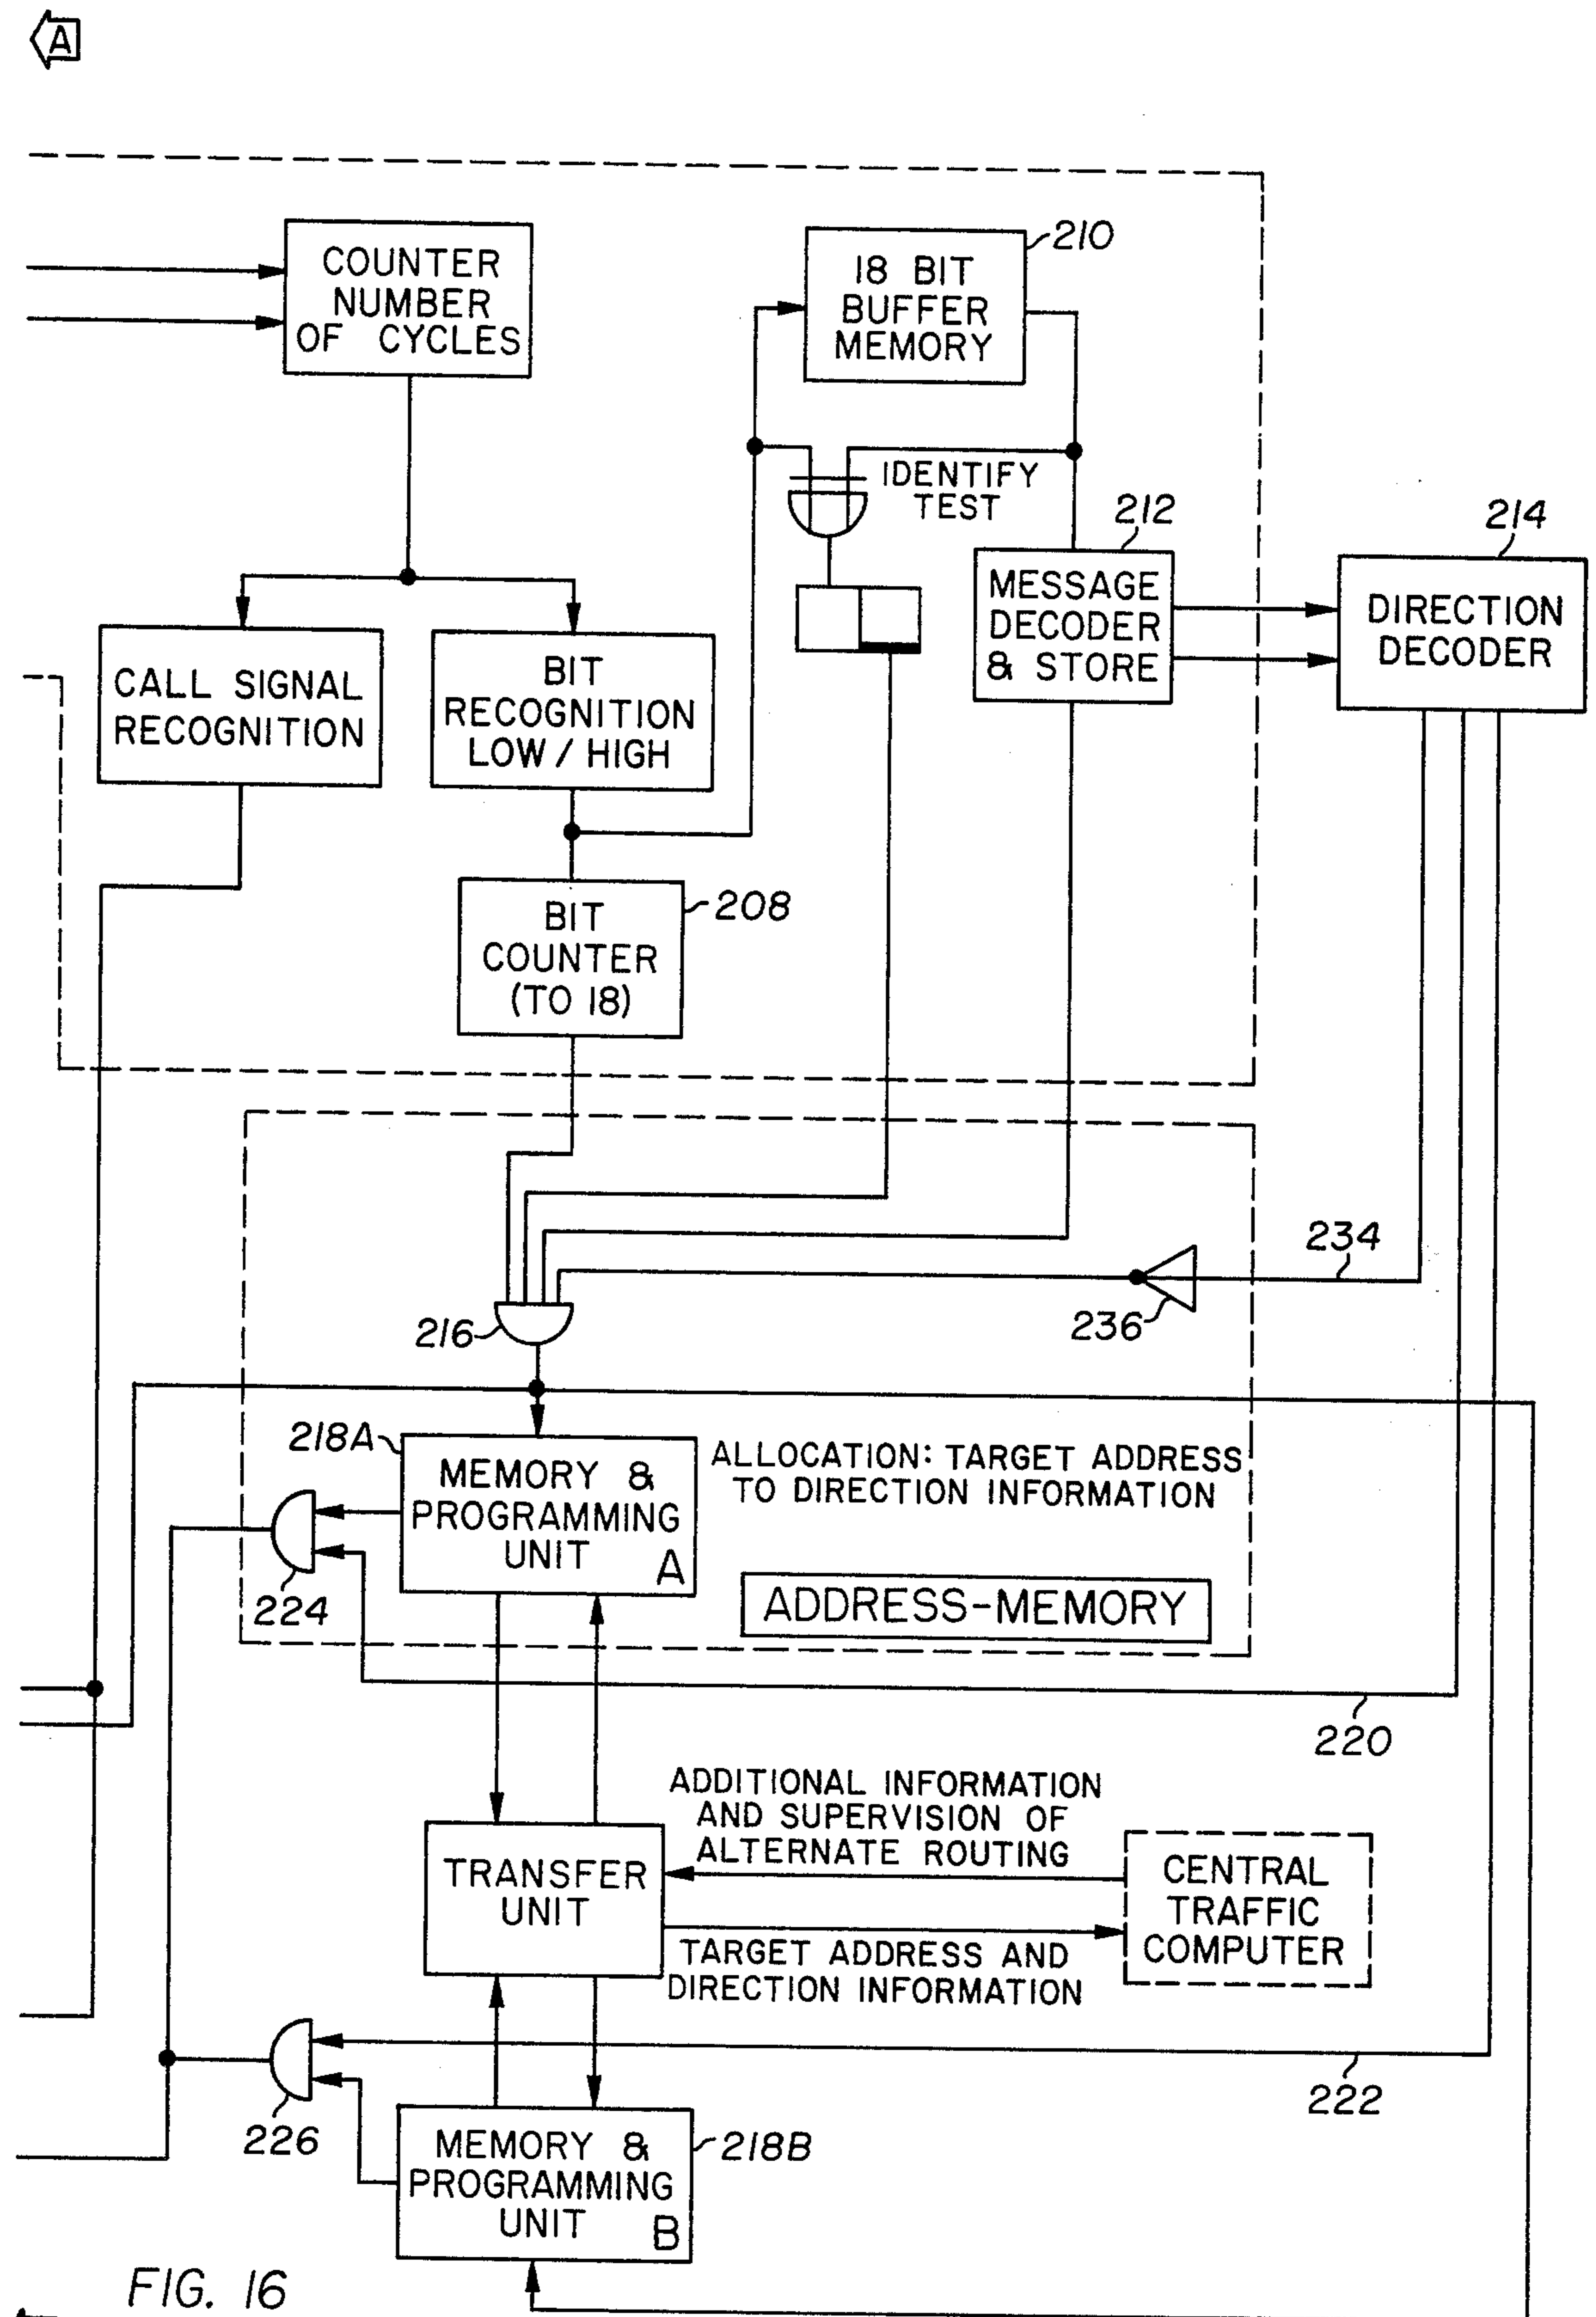 A
COUNTER
NUMBER
OF CYCLES
210
18 BIT
BUFFER
MEMORY
IDENTIFY
TEST
212
214
MESSAGE
DECODER
& STORE
DIRECTION
DECODER
CALL SIGNAL
RECOGNITION
BIT
RECOGNITION
LOW / HIGH
208
BIT
COUNTER
(TO 18)
234
236
216
218A
MEMORY &
PROGRAMMING
UNIT
A
ALLOCATION: TARGET ADDRESS
TO DIRECTION INFORMATION
224
ADDRESS-MEMORY
220
ADDITIONAL INFORMATION
AND SUPERVISION OF
ALTERNATE ROUTING
TRANSFER
UNIT
CENTRAL
TRAFFIC
COMPUTER
TARGET ADDRESS AND
DIRECTION INFORMATION
222
226
218B
MEMORY &
PROGRAMMING
UNIT
B
FIG. 16